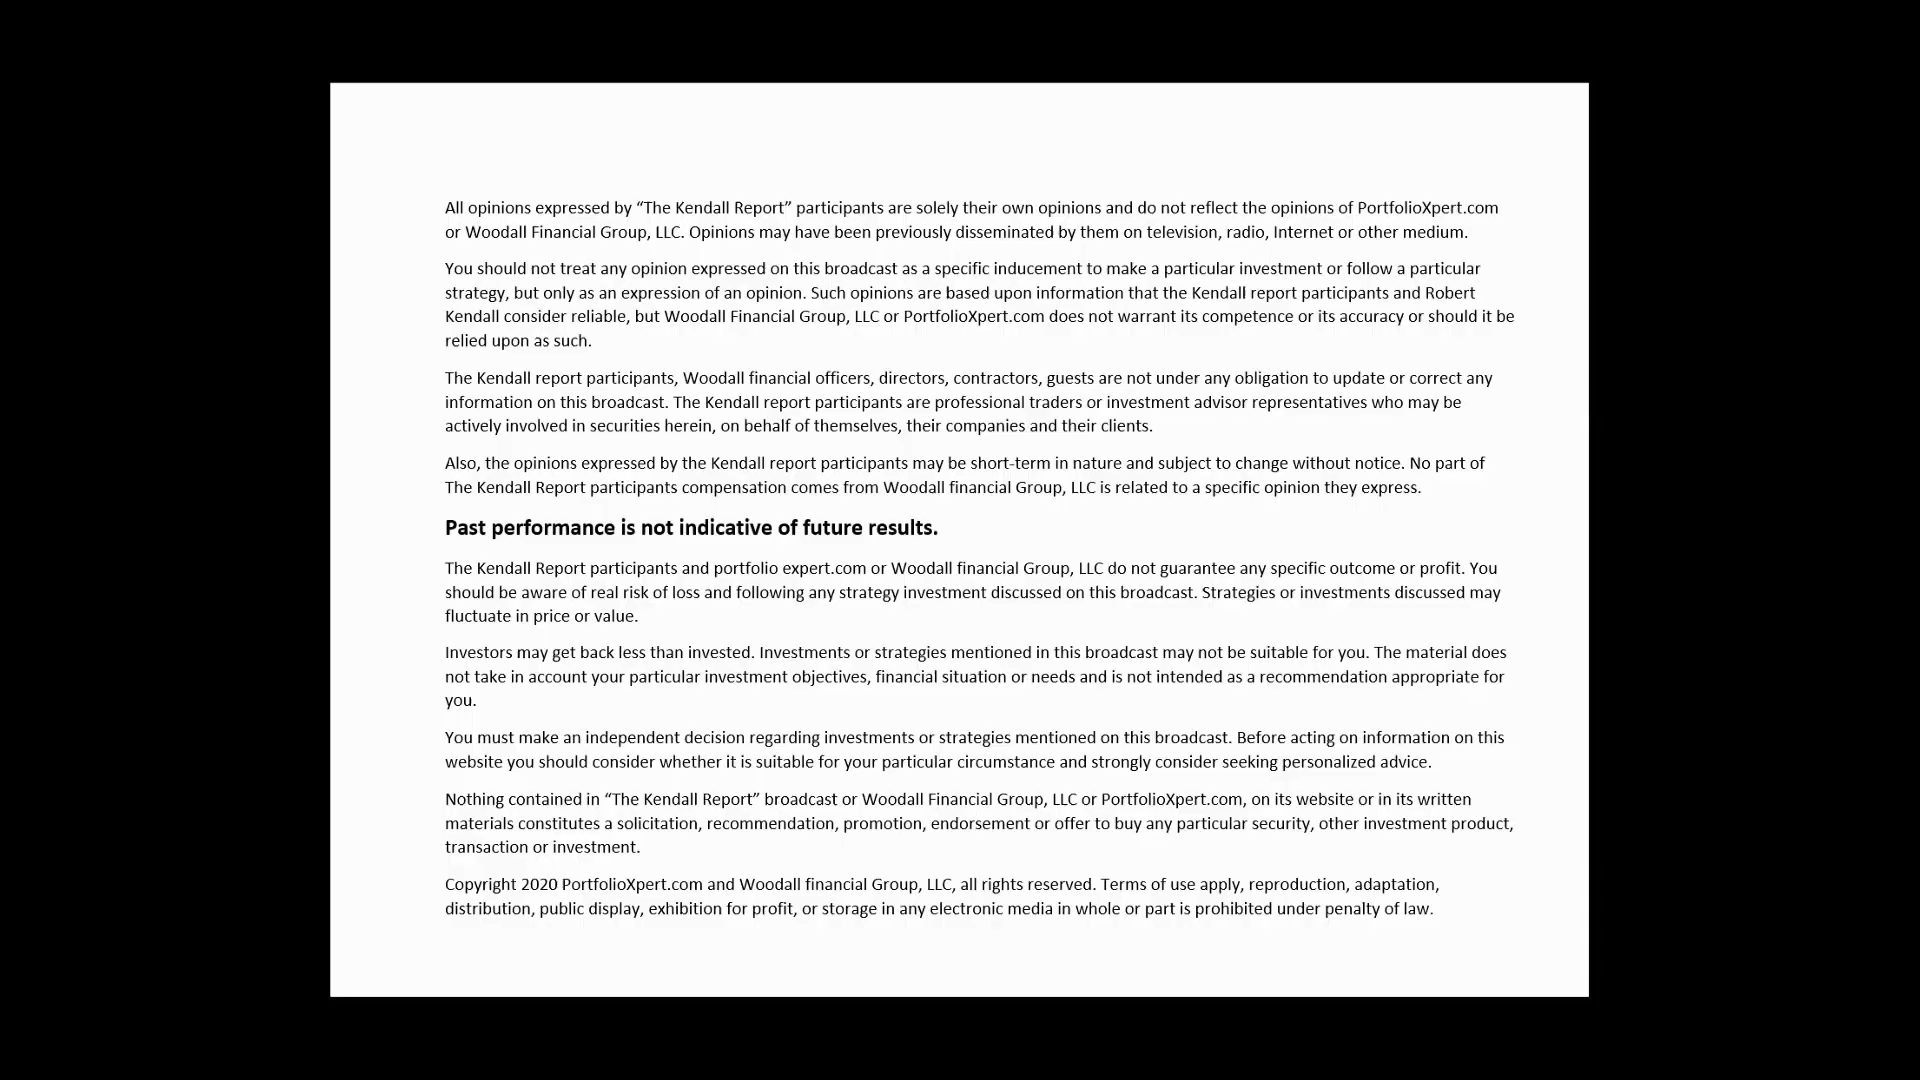 All opinions expressed by “The Kendall Report” participants are solely their own opinions and do not reflect the opinions of PortfolioXpert.com
or Woodall Financial Group, LLC. Opinions may have been previously disseminated by them on television, radio, Internet or other medium.
You should not treat any opinion expressed on this broadcast as a specific inducement to make a particular investment or follow a particular
strategy, but only as an expression of an opinion. Such opinions are based upon information that the Kendall report participants and Robert
Kendall consider reliable, but Woodall Financial Group, LLC or PortfolioXpert.com does not warrant its competence or its accuracy or should it be
relied upon as such.
The Kendall report participants, Woodall financial officers, directors, contractors, guests are not under any obligation to update or correct any
information on this broadcast. The Kendall report participants are professional traders or investment advisor representatives who may be
actively involved in securities herein, on behalf of themselves, their companies and their clients.
Also, the opinions expressed by the Kendall report participants may be short-term in nature and subject to change without notice. No part of
The Kendall Report participants compensation comes from Woodall financial Group, LLC is related to a specific opinion they express.
Past performance is not indicative of future results.
The Kendall Report participants and portfolio expert.com or Woodall financial Group, LLC do not guarantee any specific outcome or profit. You
should be aware of real risk of loss and following any strategy investment discussed on this broadcast. Strategies or investments discussed may
fluctuate in price or value.
Investors may get back less than invested. Investments or strategies mentioned in this broadcast may not be suitable for you. The material does
not take in account your particular investment objectives, financial situation or needs and is not intended as a recommendation appropriate for
you.
You must make an independent decision regarding investments or strategies mentioned on this broadcast. Before acting on information on this
website you should consider whether it is suitable for your particular circumstance and strongly consider seeking personalized advice.
Nothing contained in “The Kendall Report” broadcast or Woodall Financial Group, LLC or PortfolioXpert.com, on its website or in its written
materials constitutes a solicitation, recommendation, promotion, endorsement or offer to buy any particular security, other investment product,
transaction or investment.
Copyright 2020 PortfolioXpert.com and Woodall financial Group, LLC, all rights reserved. Terms of use apply, reproduction, adaptation,
distribution, public display, exhibition for profit, or storage in any electronic media in whole or part is prohibited under penalty of law.